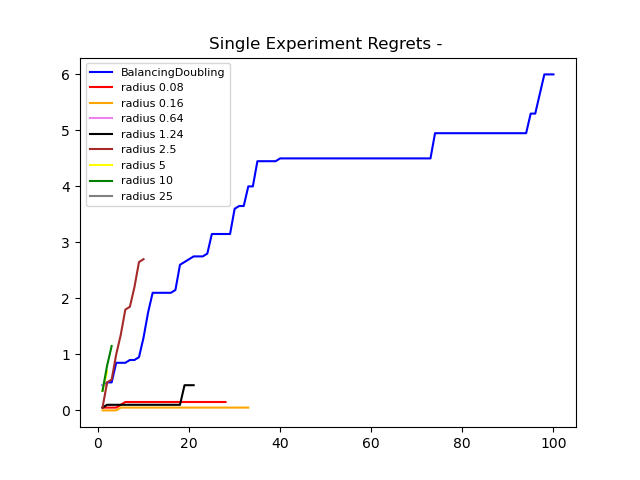 Single Experiment Regrets -
BalancingDoubling
radius 0.08
radius 0.16
radius 0.64
radius 1.24
radius 2.5
radius 5
radius 10
radius 25
6
5
4
3
2
1
0
0 20 40 60 80 100